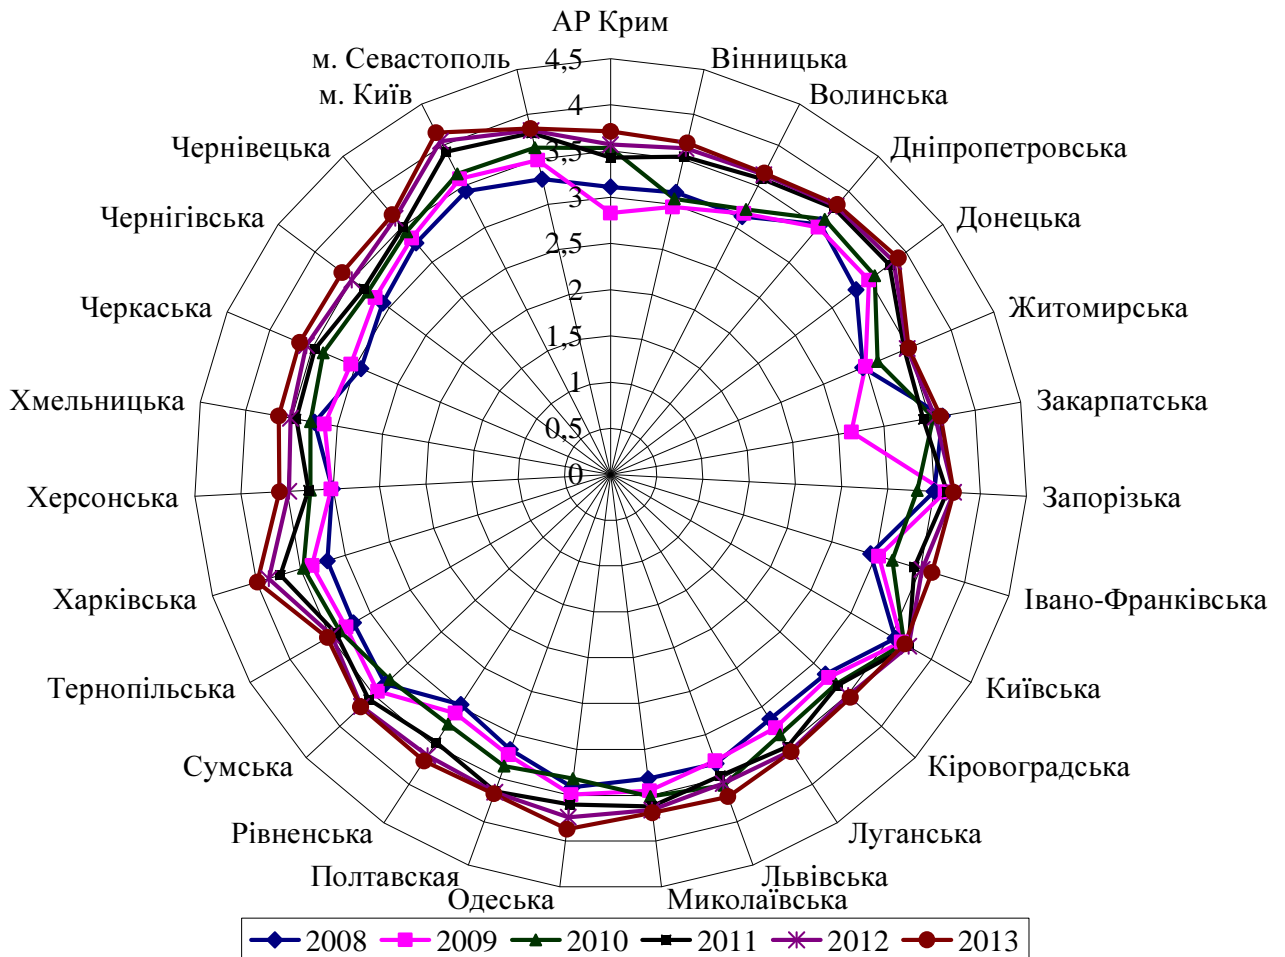 АР Крим
м. Севастополь
4,5
Вінницька
м. Київ
4
Волинська
Чернівецька
3,5
Дніпропетровська
Чернігівська
3
Донецька
2,5
Черкаська
2
Житомирська
1,5
Хмельницька
1
Закарпатська
0,5
0
Херсонська
Запорізька
Харківська
Івано-Франківська
Тернопільська
Київська
Сумська
Кіровоградська
Рівненська
Луганська
Полтавская
Львівська
Одеська
Миколаївська
2008 2009 2010 2011 2012 2013